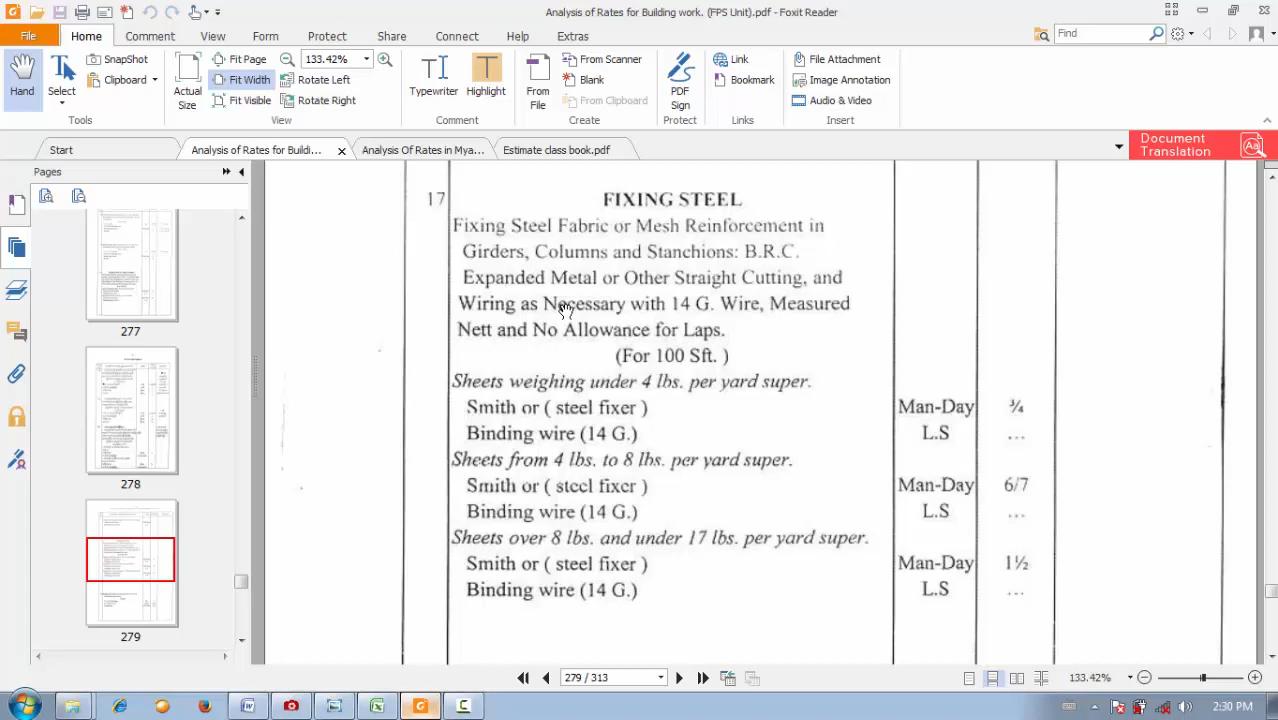 Analysis of Rates for Building work. (FPS Unit).pdf - Foxit Reader
File Home Comment View Form Protect Share Connect Help Extras Find
Hand
Select
SnapShot
Clipboard
Tools
Actual Size
Fit Page
Fit Width
Fit Visible
133.42%
Rotate Left
Rotate Right
View
Typewriter
Highlight
Comment
From File
From Scanner
Blank
From Clipboard
Create
PDF Sign
Protect
Link
Bookmark
Links
File Attachment
Image Annotation
Audio & Video
Insert
Start
Analysis of Rates for Buildi...
Analysis Of Rates in Mya...
Estimate cass book.pdf
Document Translation
Pages
277
278
279
17 FIXING STEEL
Fixing Steel Fabric or Mesh Reinforcement in
Girders, Columns and Stanchions: B.R.C.
Expanded Metal or Other Straight Cutting, and
Wiring as Necessary with 14 G. Wire, Measured
Nett and No Allowance for Laps.
(For 100 Sft. )
Sheets weighing under 4 lbs. per yard super.
Smith or ( steel fixer ) Man-Day ¾
Binding wire (14 G.) L.S ...
Sheets from 4 lbs. to 8 lbs. per yard super.
Smith or ( steel fixer ) Man-Day 6/7
Binding wire (14 G.) L.S ...
Sheets over 8 lbs. and under 17 lbs. per yard super.
Smith or ( steel fixer ) Man-Day 1½
Binding wire (14 G.) L.S ...
279 / 313
133.42%
2:30 PM